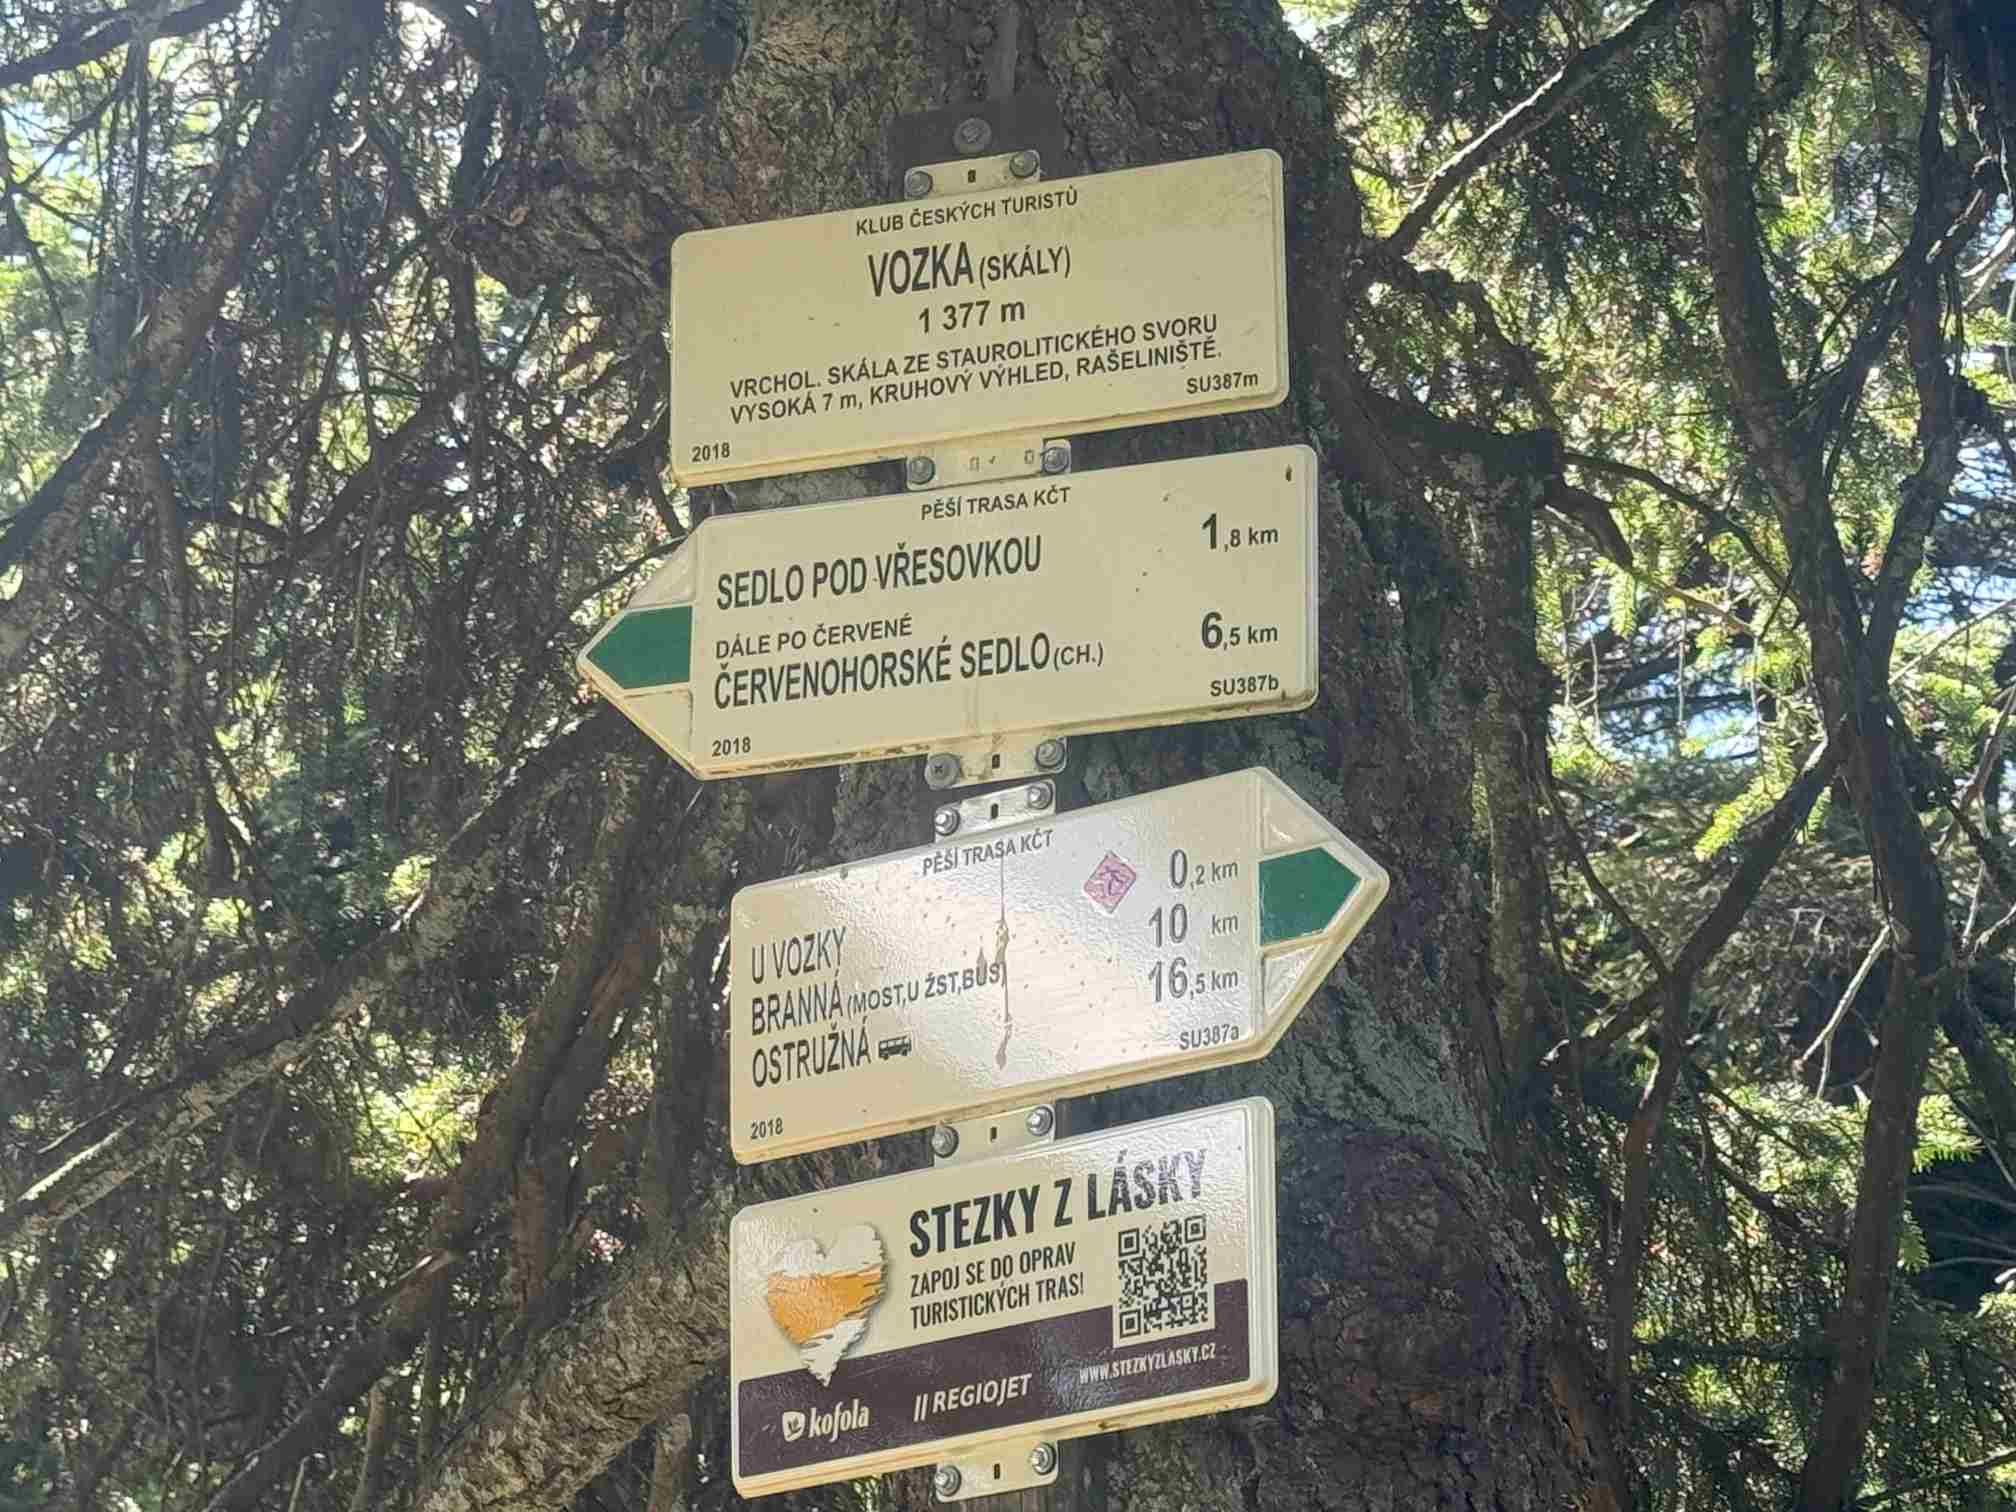 KLUB ČESKÝCH TURISTŮ
VOZKA (SKÁLY)
1 377 m
VRCHOL. SKÁLA ZE STAUROLITICKÉHO SVORU
VYSOKÁ 7 m, KRUHOVÝ VÝHLED, RAŠELINIŠTĚ.
SU387m
2018
PĚŠÍ TRASA KČT
SEDLO POD VŘESOVKOU 1,8 km
DÁLE PO ČERVENÉ
ČERVENOHORSKÉ SEDLO (CH.) 6,5 km
SU387b
2018
PĚŠÍ TRASA KČT
U VOZKY 0,2 km
BRANNÁ (MOST,U ŽST,BUS) 10 km
OSTRUŽNÁ 16,5 km
SU387a
2018
STEZKY Z LÁSKY
ZAPOJ SE DO OPRAV
TURISTICKÝCH TRAS!
WWW.STEZKYZLASKY.CZ
kofola || REGIOJET